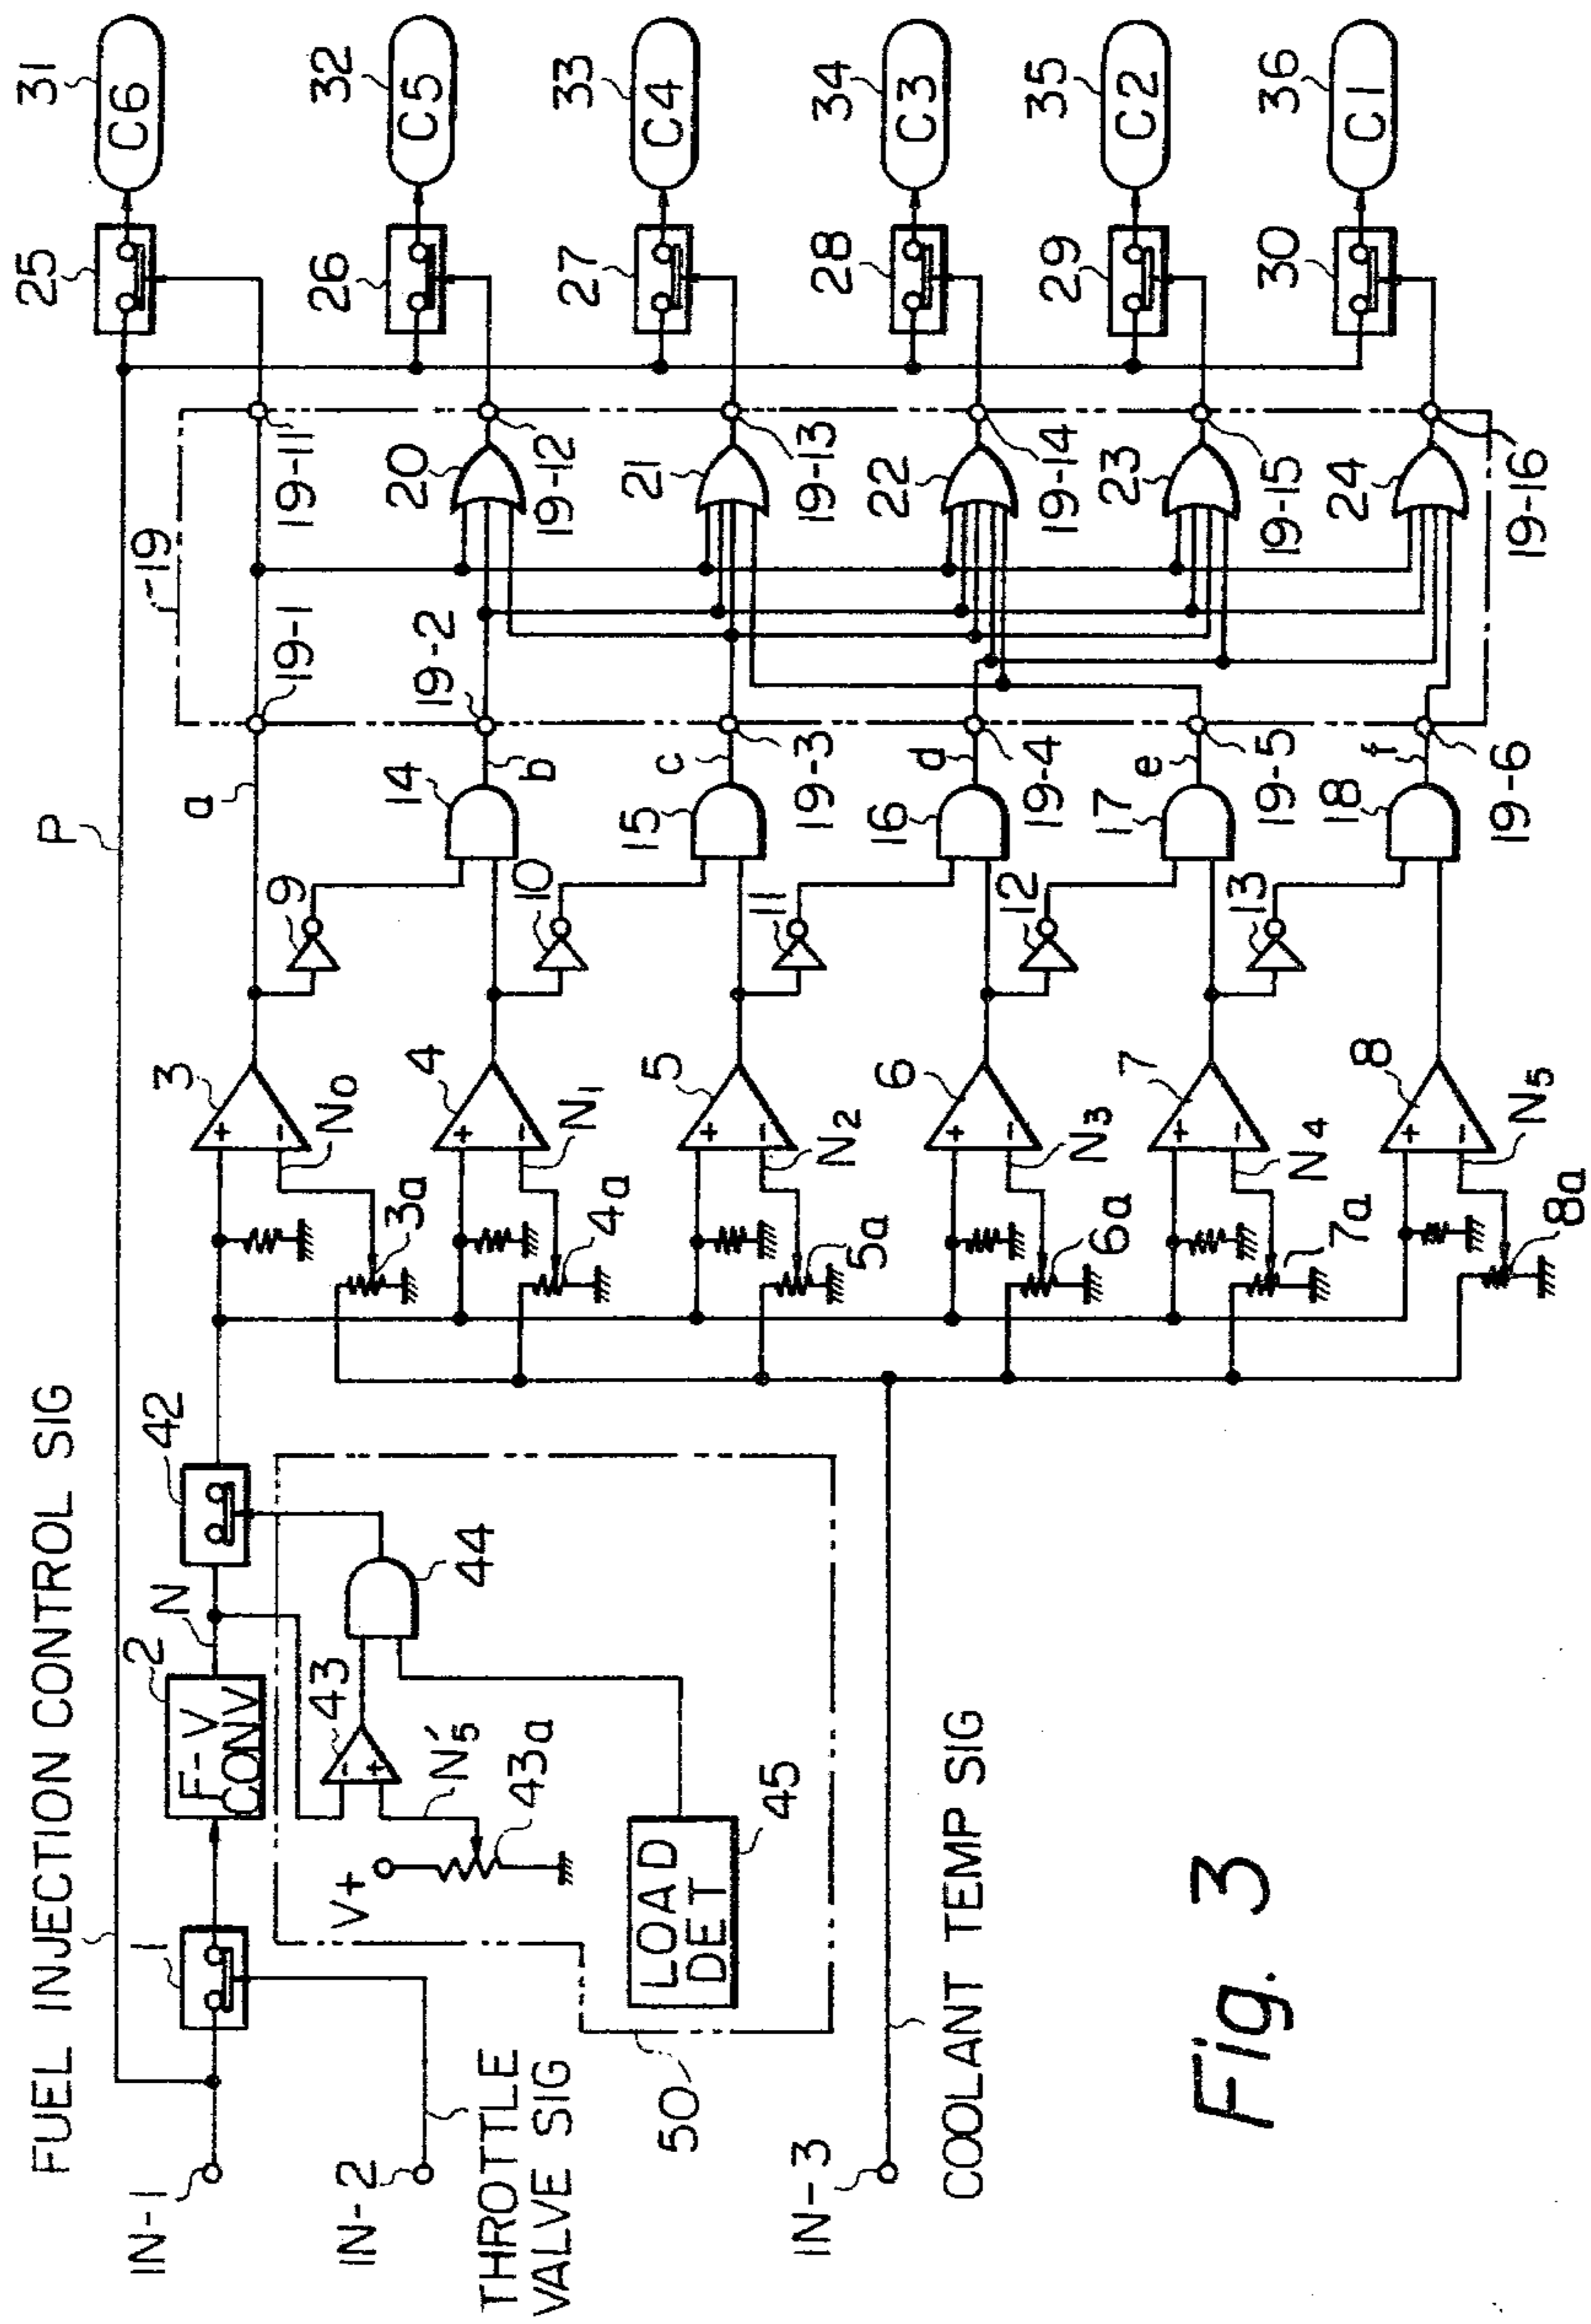 FUEL INJECTION CONTROL SIG
P
IN-1
1
2
F-V
CONV
N
42
IN-2
THROTTLE
VALVE SIG
V+
43
N'5
43a
44
LOAD
DET
45
50
IN-3
COOLANT TEMP SIG
3
+
−
N0
3a
4
+
−
N1
4a
5
+
−
N2
5a
6
+
−
N3
6a
7
+
−
N4
7a
8
+
−
N5
8a
9
10
11
12
13
a
14
b
15
c
16
d
17
e
18
f
19
19-1
19-2
19-3
19-4
19-5
19-6
20
21
22
23
24
19-11
19-12
19-13
19-14
19-15
19-16
25
26
27
28
29
30
31
C6
32
C5
33
C4
34
C3
35
C2
36
C1
Fig. 3